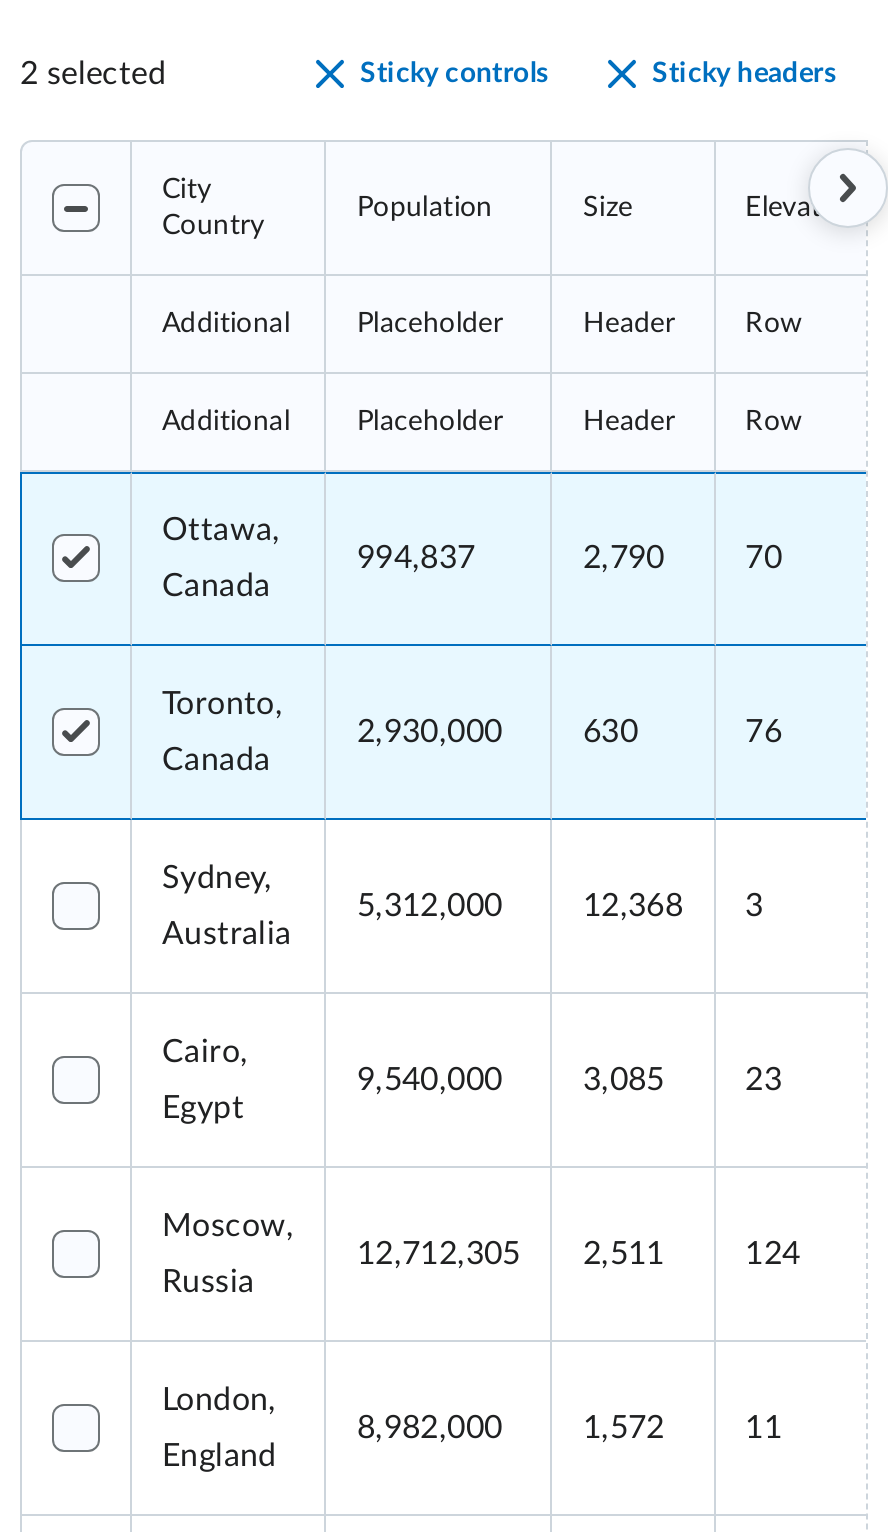 2 selected
Sticky controls
Sticky headers
City
Country
Population
Size
Additional
Placeholder
Header
Row
Additional
Placeholder
Header
Row
Ottawa,
Canada
994,837
2,790
70
Toronto,
Canada
2,930,000
630
76
Sydney,
Australia
5,312,000
12,368
3
Cairo,
Egypt
9,540,000
3,085
23
Moscow,
Russia
12,712,305
2,511
124
London,
England
8,982,000
1,572
11